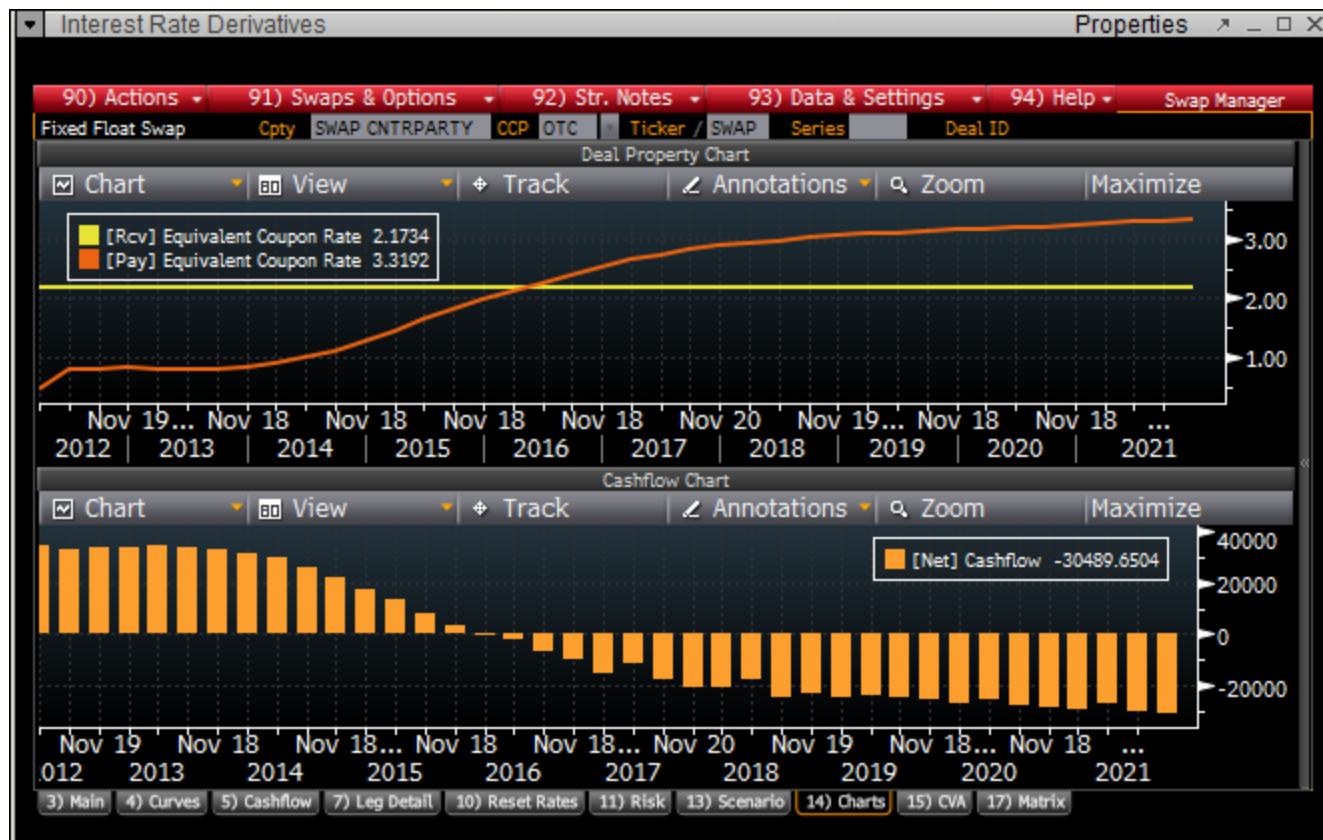 Interest Rate Derivatives Properties
90) Actions 91) Swaps & Options 92) Str. Notes 93) Data & Settings 94) Help Swap Manager
Fixed Float Swap Cpty SWAP CNTRPARTY CCP OTC Ticker / SWAP Series Deal ID
Deal Property Chart
Chart View Track Annotations Zoom Maximize
[Rcv] Equivalent Coupon Rate 2.1734
[Pay] Equivalent Coupon Rate 3.3192
3.00
2.00
1.00
Nov 19... Nov 18 Nov 18 Nov 18 Nov 18 Nov 20 Nov 19... Nov 18 Nov 18 ...
2012 2013 2014 2015 2016 2017 2018 2019 2020 2021
Cashflow Chart
Chart View Track Annotations Zoom Maximize
[Net] Cashflow -30489.6504
40000
20000
0
-20000
Nov 19 Nov 18 Nov 18... Nov 18 Nov 18... Nov 20 Nov 19 Nov 18... Nov 18 ...
.012 2013 2014 2015 2016 2017 2018 2019 2020 2021
3) Main 4) Curves 5) Cashflow 7) Leg Detail 10) Reset Rates 11) Risk 13) Scenario 14) Charts 15) CVA 17) Matrix